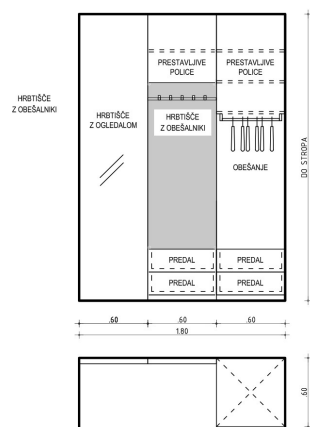 PRESTAVLJIVE
POLICE
PRESTAVLJIVE
POLICE
HRBTIŠČE
Z OBEŠALNIKI
HRBTIŠČE
Z OGLEDALOM
HRBTIŠČE
Z OBEŠALNIKI
OBEŠANJE
DO STROPA
PREDAL
PREDAL
PREDAL
PREDAL
.60
.60
.60
1.80
.60